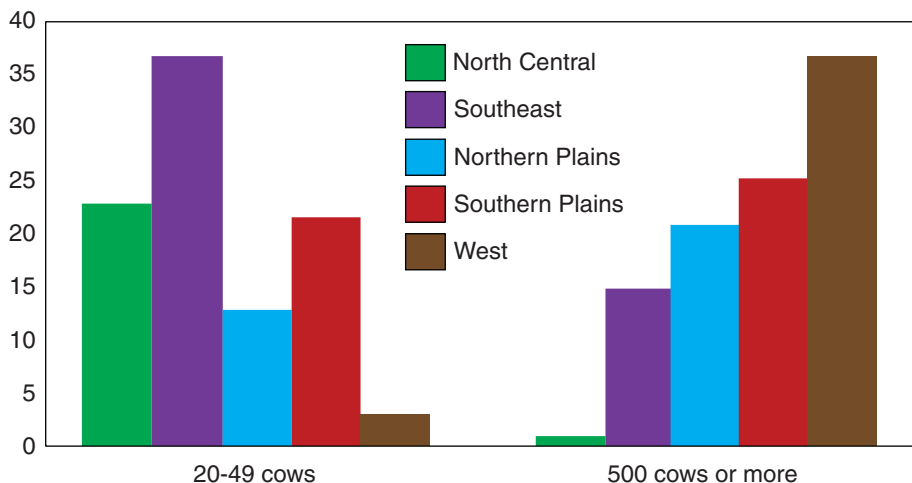 40
35
30
25
20
15
10
5
0
North Central
Southeast
Northern Plains
Southern Plains
West
20-49 cows
500 cows or more